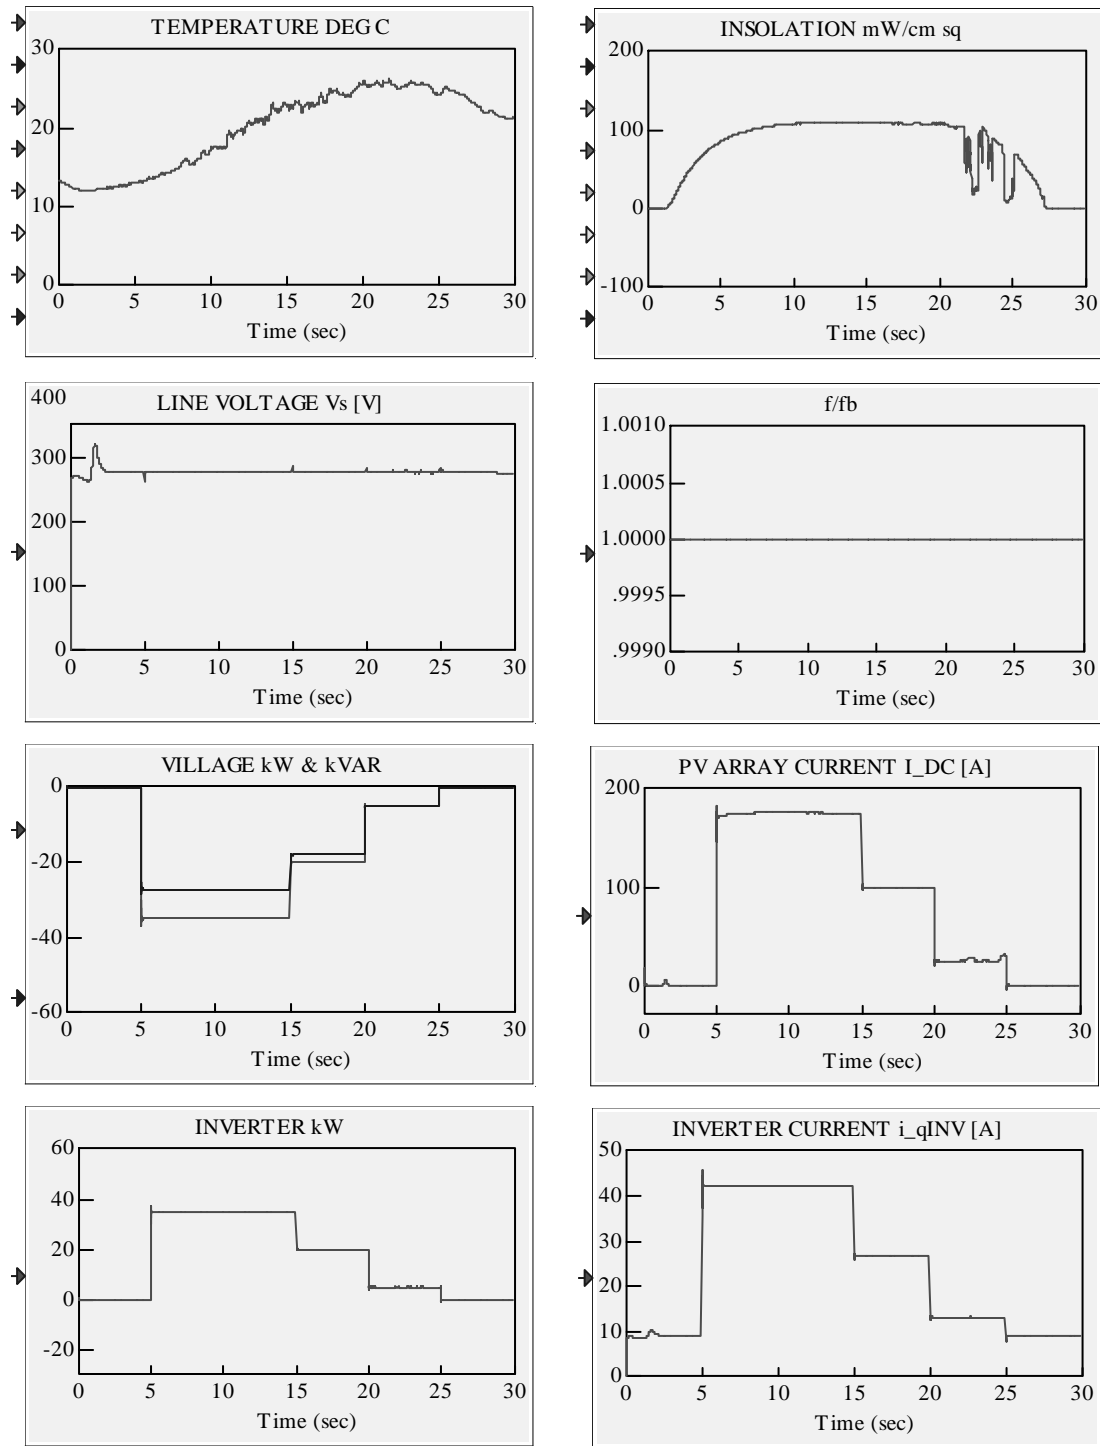 TEMPERATURE DEG C
30
20
10
0
0 5 10 15 20 25 30
Time (sec)
INSOLATION mW/cm sq
200
100
0
-100
0 5 10 15 20 25 30
Time (sec)
LINE VOLTAGE Vs [V]
400
300
200
100
0
0 5 10 15 20 25 30
Time (sec)
f/fb
1.0010
1.0005
1.0000
.9995
.9990
0 5 10 15 20 25 30
Time (sec)
VILLAGE kW & kVAR
0
-20
-40
-60
0 5 10 15 20 25 30
Time (sec)
PV ARRAY CURRENT I_DC [A]
200
100
0
0 5 10 15 20 25 30
Time (sec)
INVERTER kW
60
40
20
0
-20
0 5 10 15 20 25 30
Time (sec)
INVERTER CURRENT i_qINV [A]
50
40
30
20
10
0
0 5 10 15 20 25 30
Time (sec)